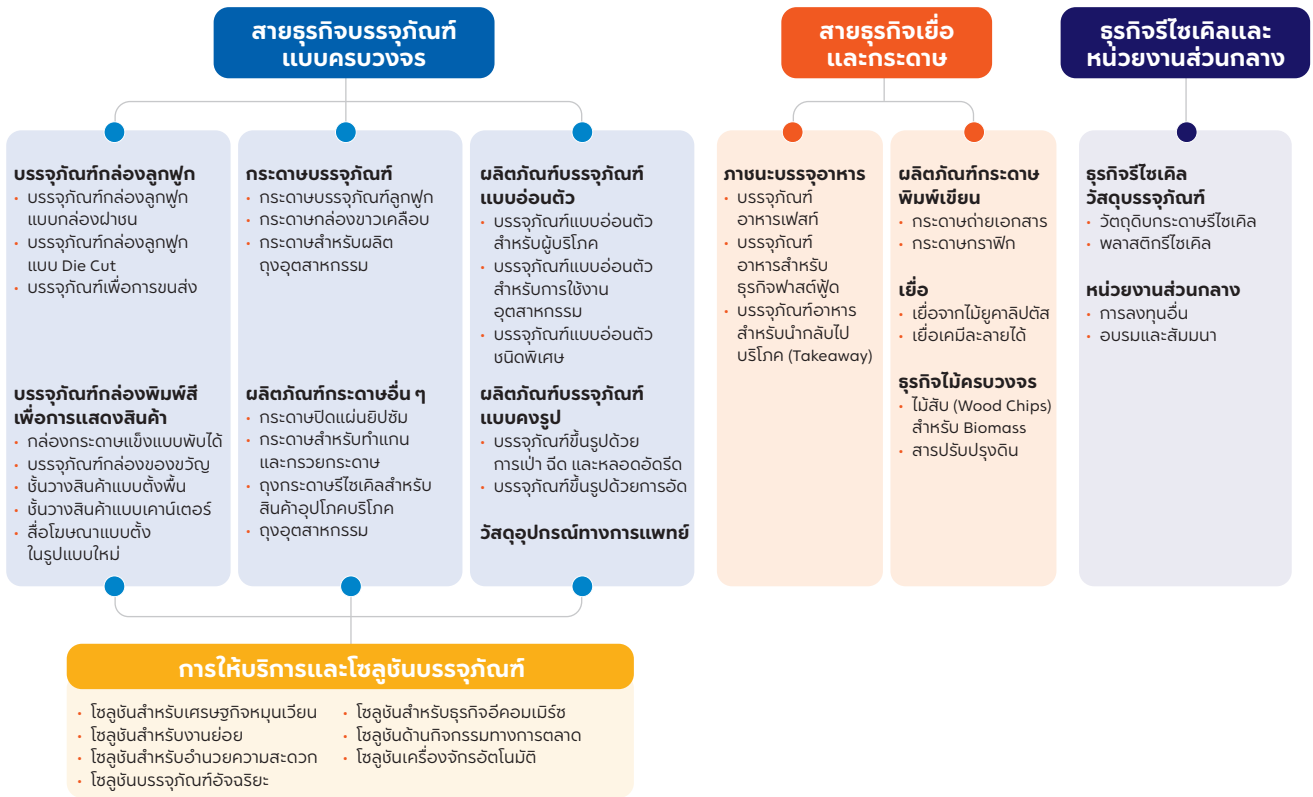 สายธุรกิจบรรจุภัณฑ์
แบบครบวงจร
บรรจุภัณฑ์กล่องลูกฟูก
• บรรจุภัณฑ์กล่องลูกฟูก
แบบกล่องฝาชน
• บรรจุภัณฑ์กล่องลูกฟูก
แบบ Die Cut
• บรรจุภัณฑ์เพื่อการขนส่ง
บรรจุภัณฑ์กล่องพิมพ์สี
เพื่อการแสดงสินค้า
• กล่องกระดาษแข็งแบบพับได้
• บรรจุภัณฑ์กล่องของขวัญ
• ชั้นวางสินค้าแบบตั้งพื้น
• ชั้นวางสินค้าแบบเคาน์เตอร์
• สื่อโฆษณาแบบตั้ง
ในรูปแบบใหม่
กระดาษบรรจุภัณฑ์
• กระดาษบรรจุภัณฑ์ลูกฟูก
• กระดาษกล่องขาวเคลือบ
• กระดาษสำหรับผลิต
ถุงอุตสาหกรรม
ผลิตภัณฑ์กระดาษอื่น ๆ
• กระดาษปิดแผ่นยิปซัม
• กระดาษสำหรับทำแกน
และกรวยกระดาษ
• ถุงกระดาษรีไซเคิลสำหรับ
สินค้าอุปโภคบริโภค
• ถุงอุตสาหกรรม
ผลิตภัณฑ์บรรจุภัณฑ์
แบบอ่อนตัว
• บรรจุภัณฑ์แบบอ่อนตัว
สำหรับผู้บริโภค
• บรรจุภัณฑ์แบบอ่อนตัว
สำหรับการใช้งาน
อุตสาหกรรม
• บรรจุภัณฑ์แบบอ่อนตัว
ชนิดพิเศษ
ผลิตภัณฑ์บรรจุภัณฑ์
แบบคงรูป
• บรรจุภัณฑ์ขึ้นรูปด้วย
การเป่า ฉีด และหลอดอัดรีด
• บรรจุภัณฑ์ขึ้นรูปด้วยการอัด
วัสดุอุปกรณ์ทางการแพทย์
การให้บริการและโซลูชันบรรจุภัณฑ์
• โซลูชันสำหรับเศรษฐกิจหมุนเวียน
• โซลูชันสำหรับงานย่อย
• โซลูชันสำหรับอำนวยความสะดวก
• โซลูชันบรรจุภัณฑ์อัจฉริยะ
• โซลูชันสำหรับธุรกิจอีคอมเมิร์ซ
• โซลูชันด้านกิจกรรมทางการตลาด
• โซลูชันเครื่องจักรอัตโนมัติ
สายธุรกิจเยื่อ
และกระดาษ
ภาชนะบรรจุอาหาร
• บรรจุภัณฑ์
อาหารเฟสท์
• บรรจุภัณฑ์
อาหารสำหรับ
ธุรกิจฟาสต์ฟู้ด
• บรรจุภัณฑ์อาหาร
สำหรับนำกลับไป
บริโภค (Takeaway)
ผลิตภัณฑ์กระดาษ
พิมพ์เขียน
• กระดาษถ่ายเอกสาร
• กระดาษกราฟิก
เยื่อ
• เยื่อจากไม้ยูคาลิปตัส
• เยื่อเคมีละลายได้
ธุรกิจไม้ครบวงจร
• ไม้สับ (Wood Chips)
สำหรับ Biomass
• สารปรับปรุงดิน
ธุรกิจรีไซเคิลและ
หน่วยงานส่วนกลาง
ธุรกิจรีไซเคิล
วัสดุบรรจุภัณฑ์
• วัตถุดิบกระดาษรีไซเคิล
• พลาสติกรีไซเคิล
หน่วยงานส่วนกลาง
• การลงทุนอื่น
• อบรมและสัมมนา